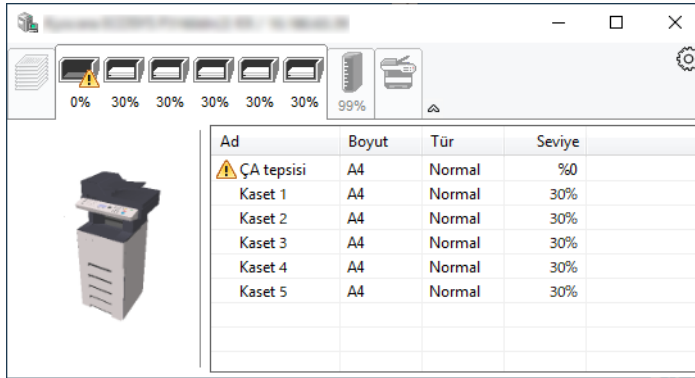 0% 30% 30% 30% 30% 30% 99%
Ad Boyut Tür Seviye
ÇA tepsisi A4 Normal %0
Kaset 1 A4 Normal 30%
Kaset 2 A4 Normal 30%
Kaset 3 A4 Normal 30%
Kaset 4 A4 Normal 30%
Kaset 5 A4 Normal 30%